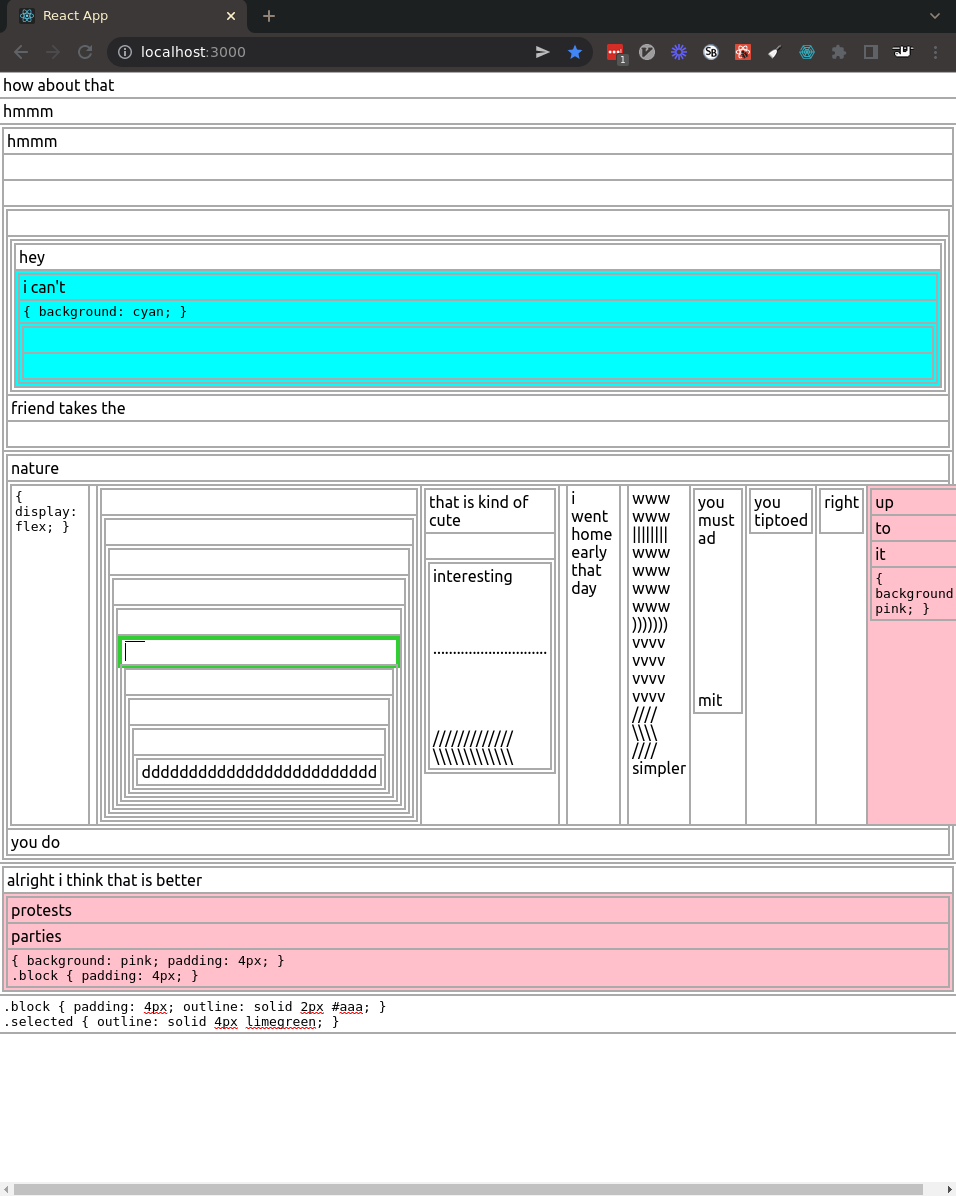 React App
localhost:3000
1
how about that
hmmm
hmmm
hey
i can't
{ background: cyan; }
friend takes the
nature
{
display:
flex; }
dddddddddddddddddddddddddd
that is kind of
cute
interesting
.............................
/////////////
\\\\\\\\\\\\\
i
went
home
early
that
day
www
www
||||||||
www
www
www
www
)))))))
vvvv
vvvv
vvvv
vvvv
////
\\\\
////
simpler
you
must
ad
mit
you
tiptoed
right
up
to
it
{
background
pink; }
you do
alright i think that is better
protests
parties
{ background: pink; padding: 4px; }
.block { padding: 4px; }
.block { padding: 4px; outline: solid 2px #aaa; }
.selected { outline: solid 4px limegreen; }